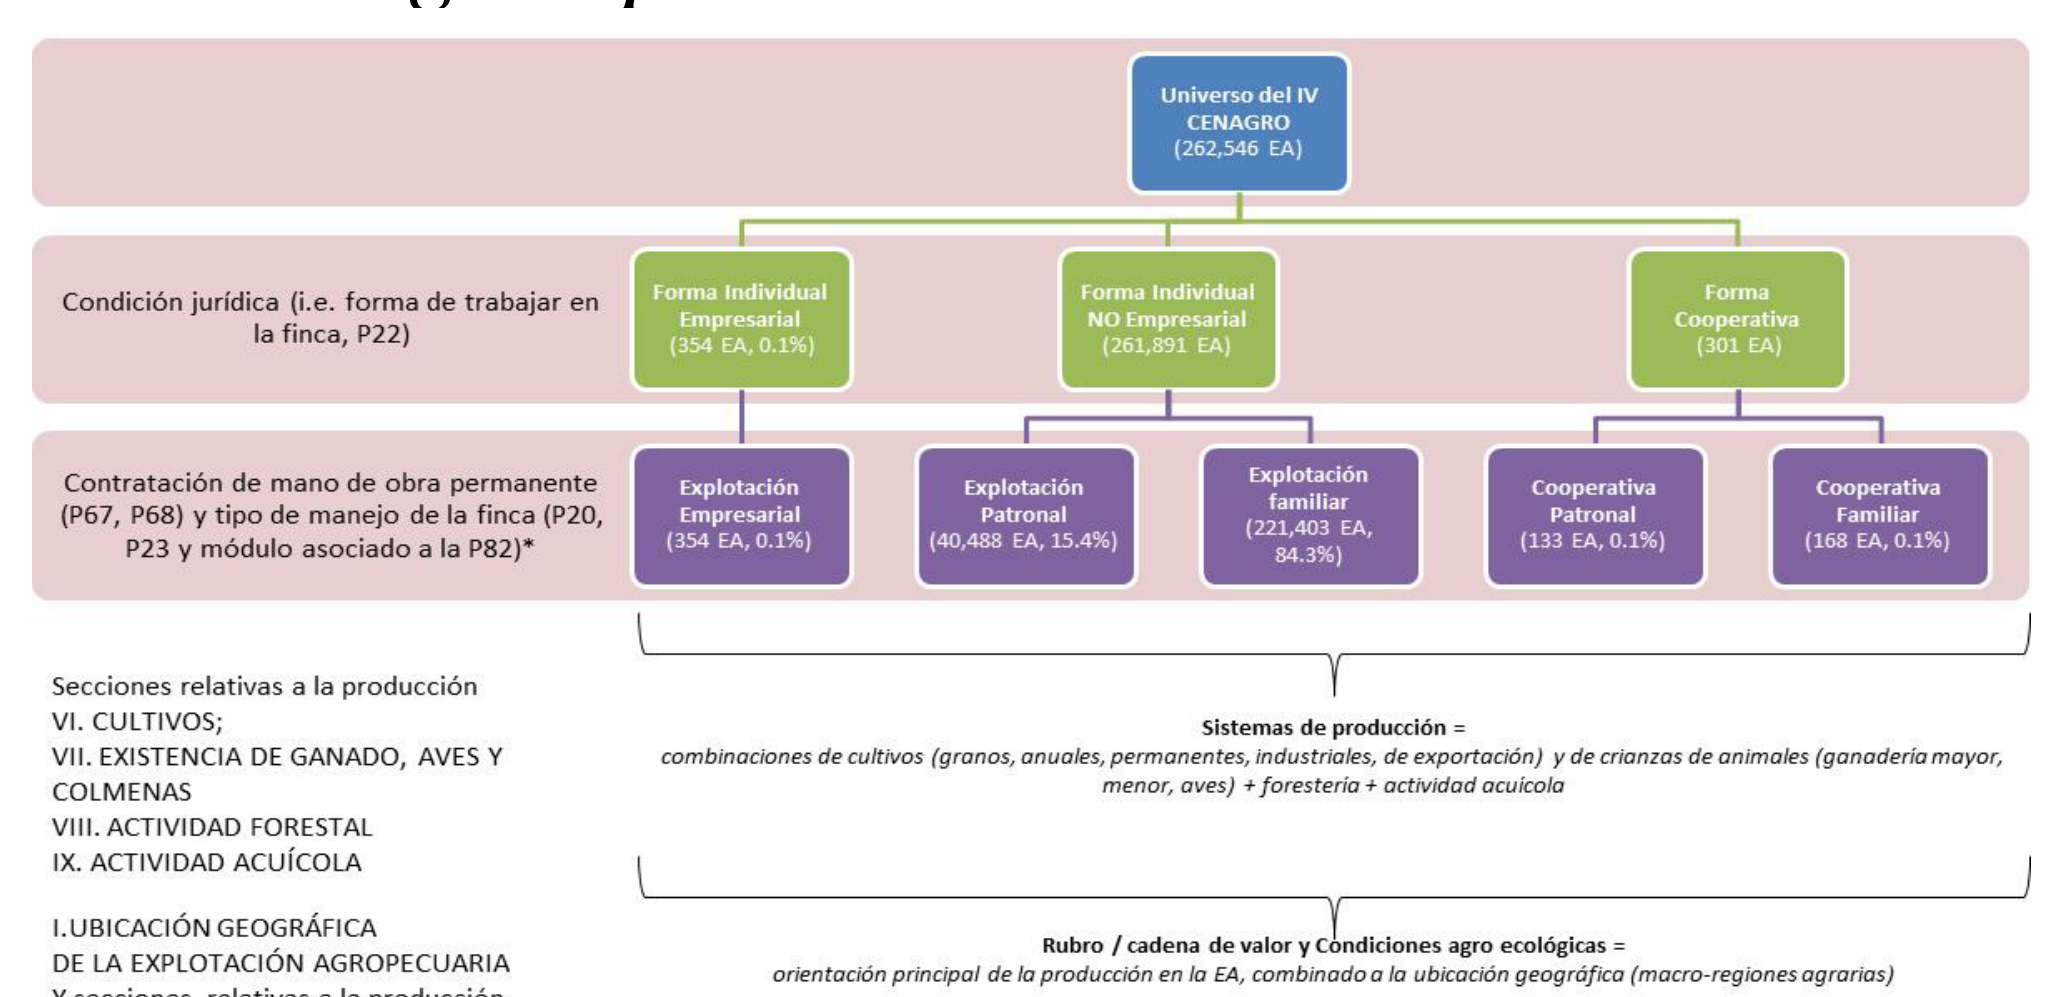 Universo del IV
CENAGRO
(262,546 EA)
Condición jurídica (i.e. forma de trabajar en
la finca, P22)
Forma Individual
Empresarial
(354 EA, 0.1%)
Forma Individual
NO Empresarial
(261,891 EA)
Forma
Cooperativa
(301 EA)
Contratación de mano de obra permanente
(P67, P68) y tipo de manejo de la finca (P20,
P23 y módulo asociado a la P82)*
Explotación
Empresarial
(354 EA, 0.1%)
Explotación
Patronal
(40,488 EA, 15.4%)
Explotación
familiar
(221,403 EA,
84.3%)
Cooperativa
Patronal
(133 EA, 0.1%)
Cooperativa
Familiar
(168 EA, 0.1%)
Secciones relativas a la producción
VI. CULTIVOS;
VII. EXISTENCIA DE GANADO, AVES Y
COLMENAS
VIII. ACTIVIDAD FORESTAL
IX. ACTIVIDAD ACUÍCOLA
Sistemas de producción =
combinaciones de cultivos (granos, anuales, permanentes, industriales, de exportación) y de crianzas de animales (ganadería mayor,
menor, aves) + forestería + actividad acuícola
I.UBICACIÓN GEOGRÁFICA
DE LA EXPLOTACIÓN AGROPECUARIA
Y secciones relativas a la producción
Rubro / cadena de valor y Condiciones agro ecológicas =
orientación principal de la producción en la EA, combinado a la ubicación geográfica (macro-regiones agrarias)